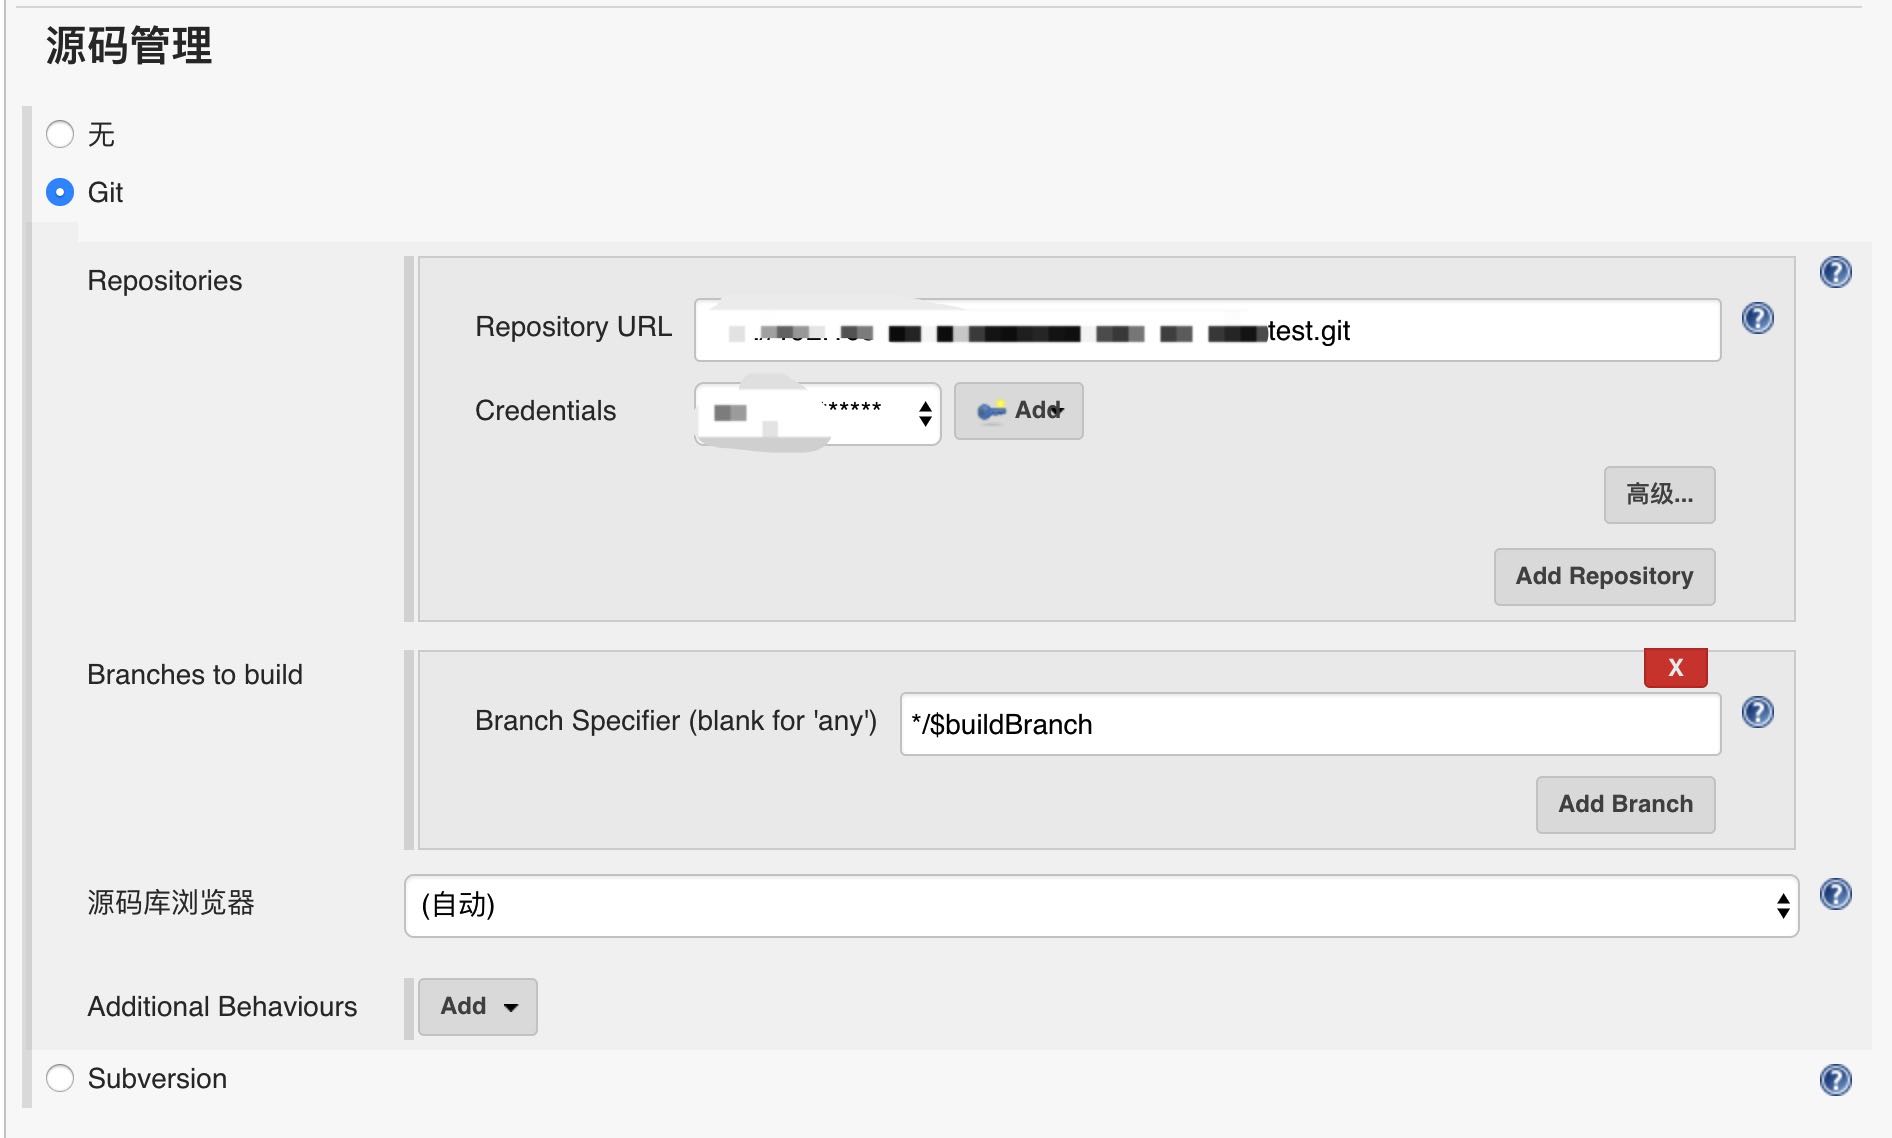 源码管理
无
Git
Repositories
Repository URL
test.git
Credentials
****** Add
高级...
Add Repository
Branches to build
X
Branch Specifier (blank for 'any') */$buildBranch
Add Branch
源码库浏览器
(自动)
Additional Behaviours
Add
Subversion